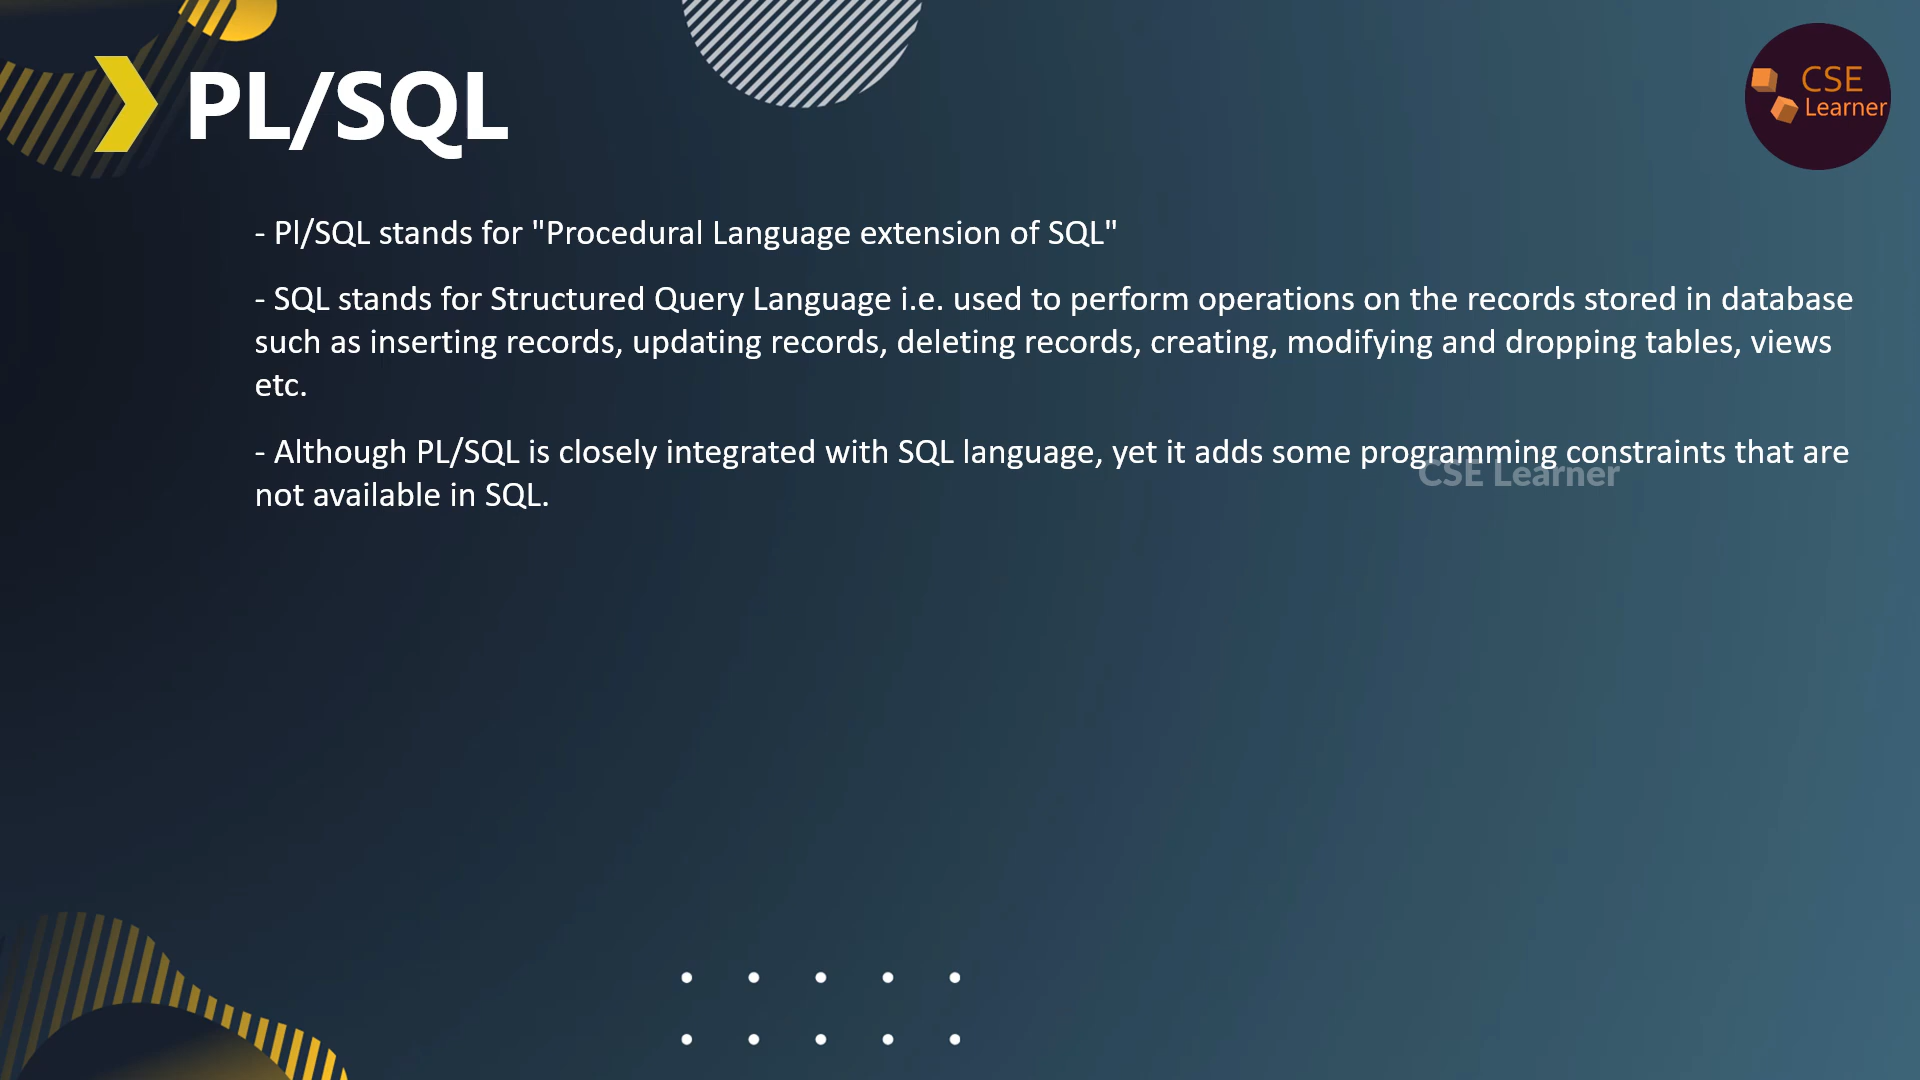 PL/SQL
CSE
Learner
- Pl/SQL stands for "Procedural Language extension of SQL"
- SQL stands for Structured Query Language i.e. used to perform operations on the records stored in database
such as inserting records, updating records, deleting records, creating, modifying and dropping tables, views
etc.
- Although PL/SQL is closely integrated with SQL language, yet it adds some programming constraints that are
not available in SQL.
CSE Learner